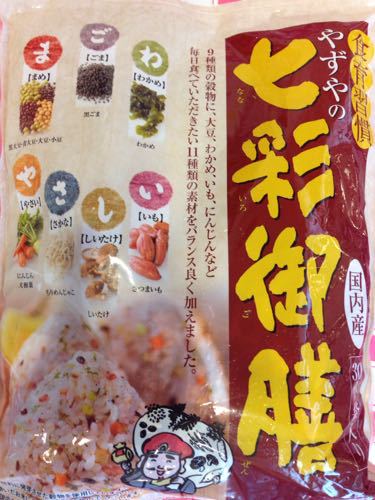 食育習慣
やずやの
七彩御膳
なないろごぜん
国内産
9種類の穀物に、大豆、わかめ、いも、にんじんなど
毎日食べていただきたい11種類の素材をバランス良く加えました。
ま
【まめ】
黒大豆・青大豆・大豆・小豆
ご
【ごま】
黒ごま
わ
【わかめ】
わかめ
や
【やさい】
にんじん
大根葉
さ
【さかな】
ちりめんじゃこ
し
【しいたけ】
しいたけ
い
【いも】
さつまいも